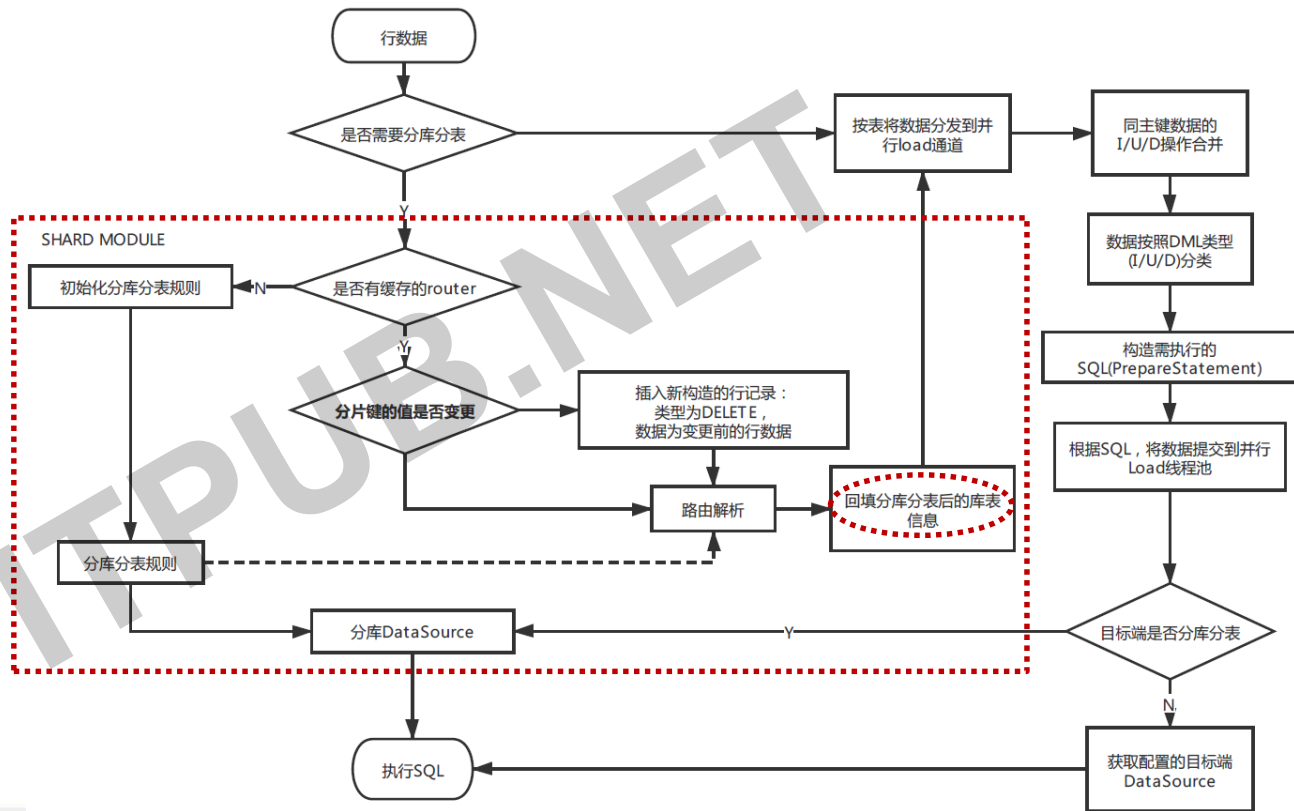 行数据
是否需要分库分表
Y
按表将数据分发到并
行load通道
同主键数据的
I/U/D操作合并
数据按照DML类型
(I/U/D)分类
构造需执行的
SQL(PrepareStatement)
根据SQL，将数据提交到并行
Load线程池
目标端是否分库分表
Y
N
获取配置的目标端
DataSource
SHARD MODULE
是否有缓存的router
N
初始化分库分表规则
Y
分片键的值是否变更
插入新构造的行记录：
类型为DELETE，
数据为变更前的行数据
路由解析
回填分库分表后的库表
信息
分库分表规则
分库DataSource
执行SQL
ITPUB.NET